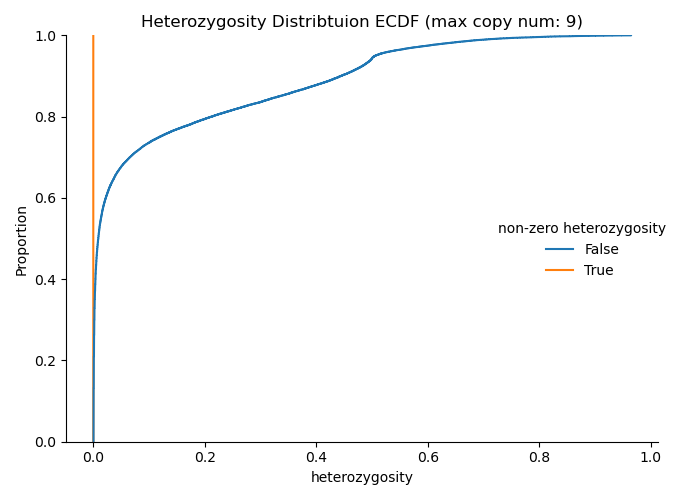 Heterozygosity Distribtuion ECDF (max copy num: 9)
1.0
0.8
0.6
0.4
0.2
0.0
Proportion
non-zero heterozygosity
False
True
0.0 0.2 0.4 0.6 0.8 1.0
heterozygosity